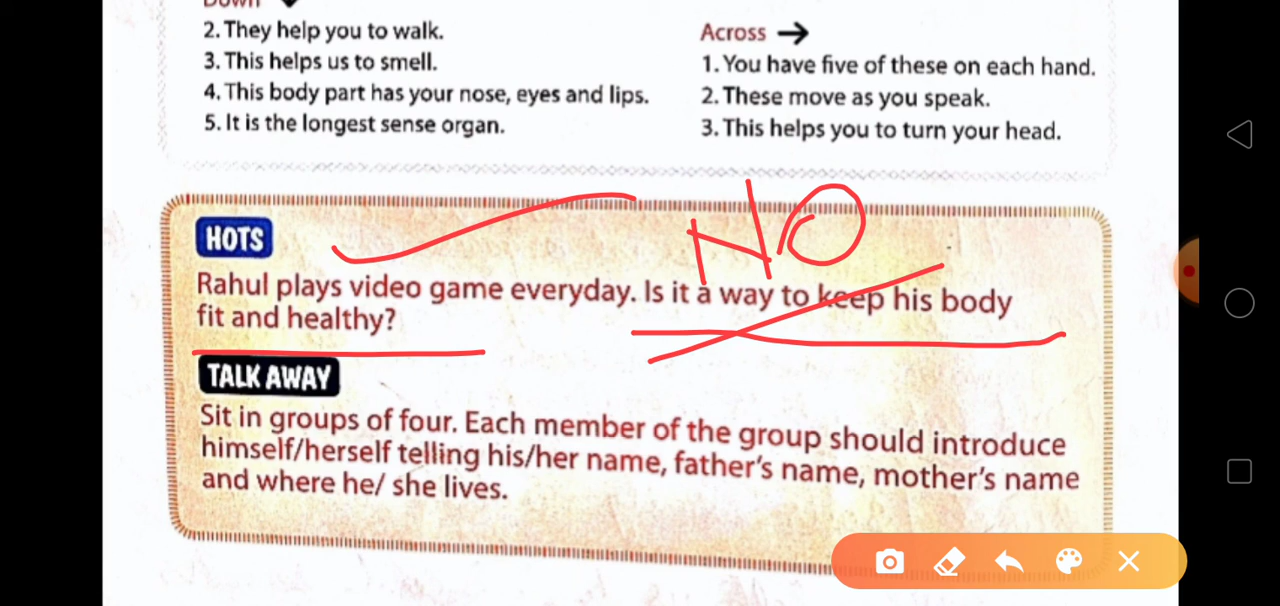 Down
2. They help you to walk.
3. This helps us to smell.
4. This body part has your nose, eyes and lips.
5. It is the longest sense organ.
Across →
1. You have five of these on each hand.
2. These move as you speak.
3. This helps you to turn your head.
NO
HOTS
Rahul plays video game everyday. Is it a way to keep his body
fit and healthy?
TALK AWAY
Sit in groups of four. Each member of the group should introduce
himself/herself telling his/her name, father's name, mother's name
and where he/ she lives.